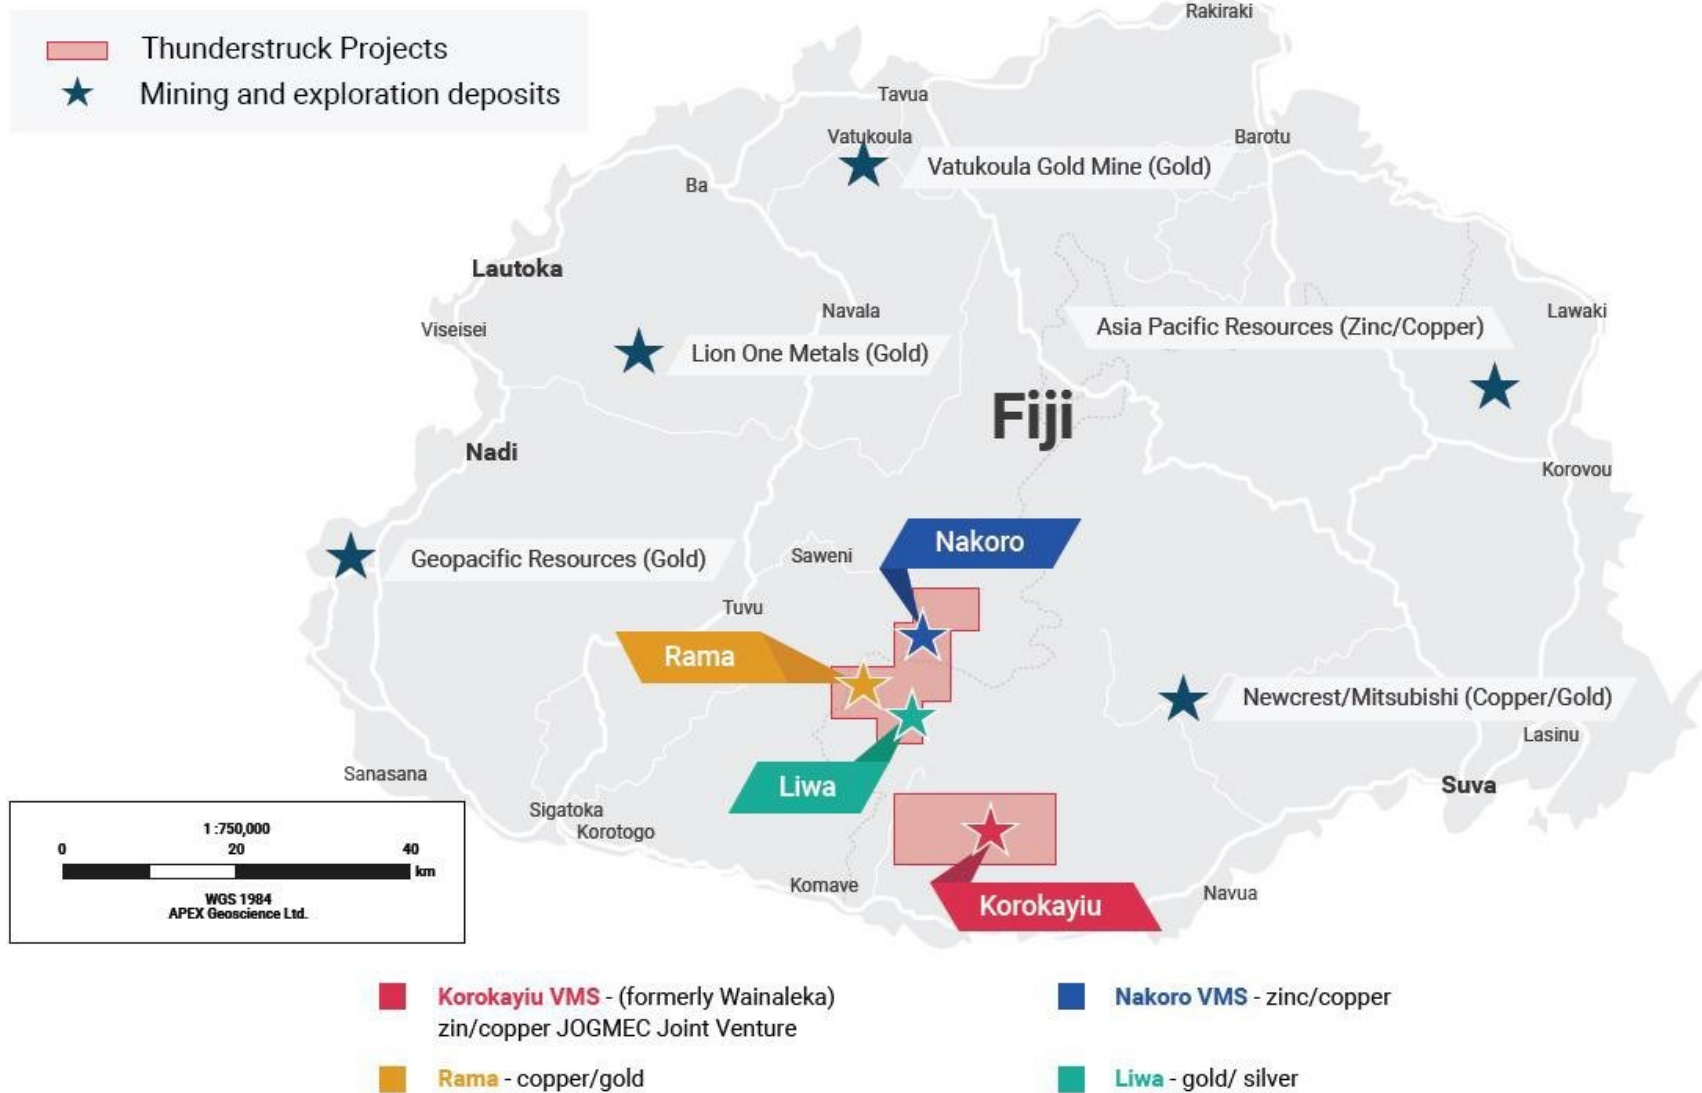 Thunderstruck Projects
Mining and exploration deposits
Rakiraki
Tavua
Vatukoula
Barotu
Vatukoula Gold Mine (Gold)
Ba
Lautoka
Navala
Lawaki
Viseisei
Asia Pacific Resources (Zinc/Copper)
Lion One Metals (Gold)
Fiji
Nadi
Korovou
Nakoro
Geopacific Resources (Gold)
Saweni
Tuvu
Rama
Newcrest/Mitsubishi (Copper/Gold)
Lasinu
Sanasana
Liwa
Suva
Sigatoka
Korotogo
1 :750,000
0 20 40
km
WGS 1984
APEX Geoscience Ltd.
Komave
Navua
Korokayiu
Korokayiu VMS - (formerly Wainaleka)
zin/copper JOGMEC Joint Venture
Nakoro VMS - zinc/copper
Rama - copper/gold
Liwa - gold/ silver